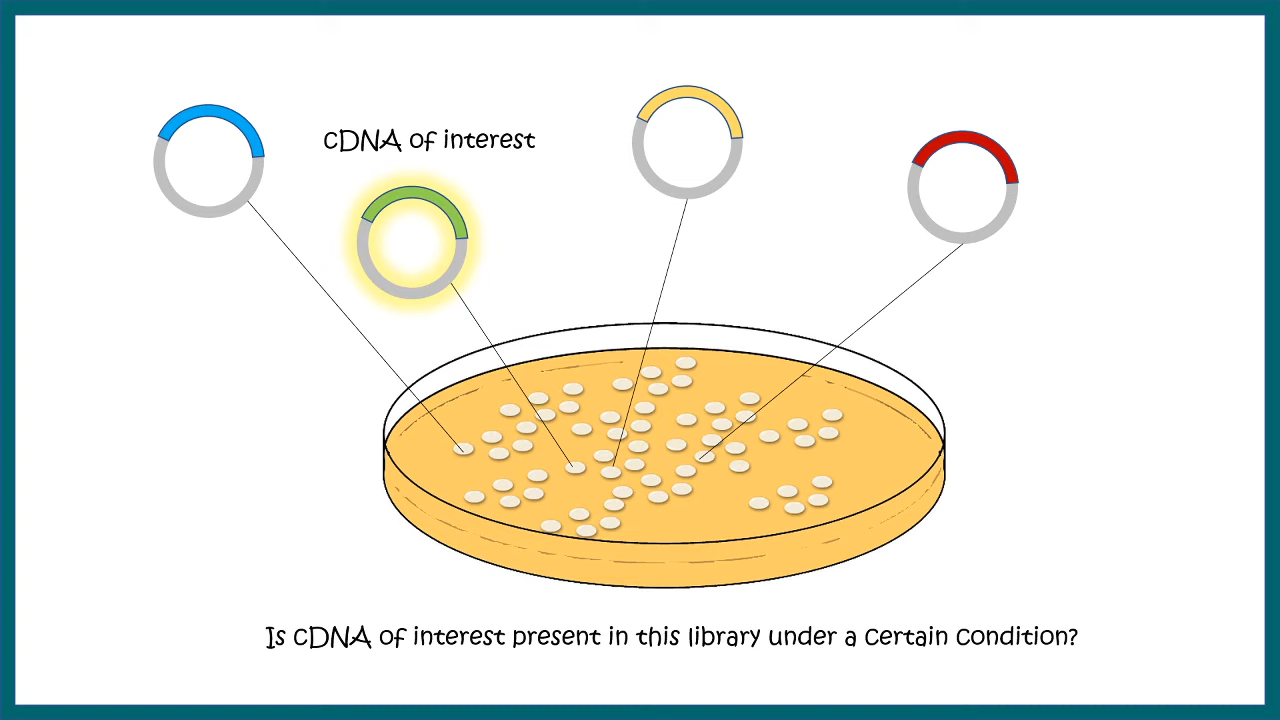 cDNA of interest
Is cDNA of interest present in this library under a certain condition?